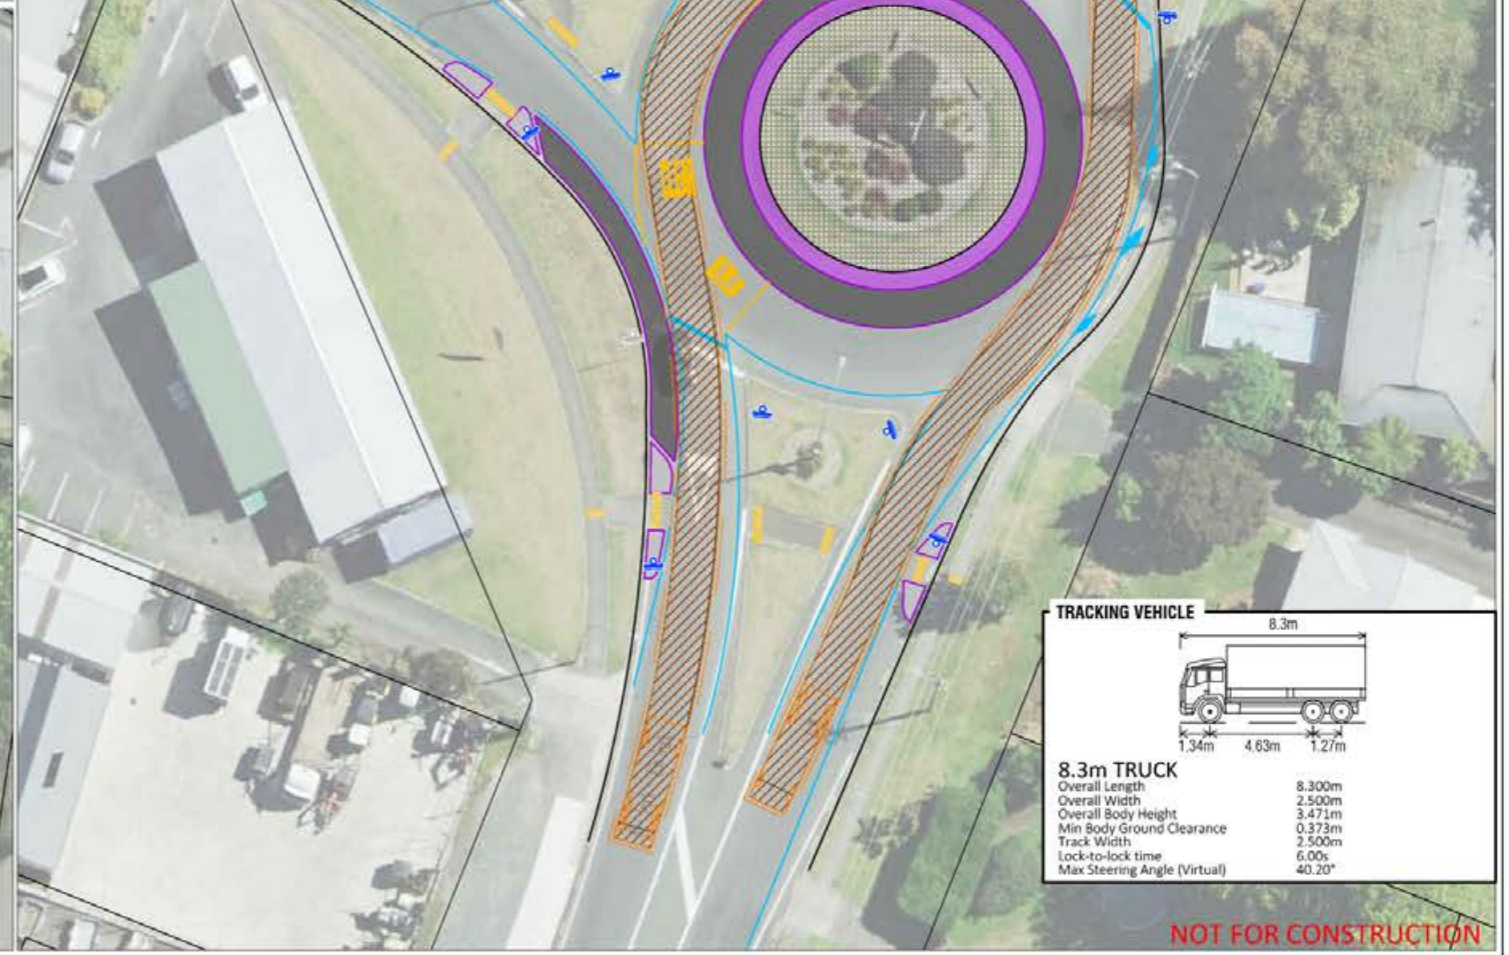 TRACKING VEHICLE
8.3m
1.34m 4.63m 1.27m
8.3m TRUCK
Overall Length 8.300m
Overall Width 2.500m
Overall Body Height 3.471m
Min Body Ground Clearance 0.373m
Track Width 2.500m
Lock-to-lock time 6.00s
Max Steering Angle (Virtual) 40.20°
NOT FOR CONSTRUCTION